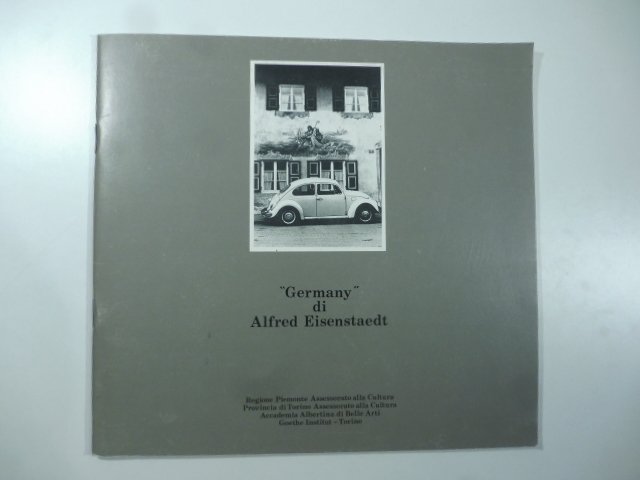 "Germany"
di
Alfred Eisenstaedt
Regione Piemonte Assessorato alla Cultura
Provincia di Torino Assessorato alla Cultura
Accademia Albertina di Belle Arti
Goethe Institut - Torino